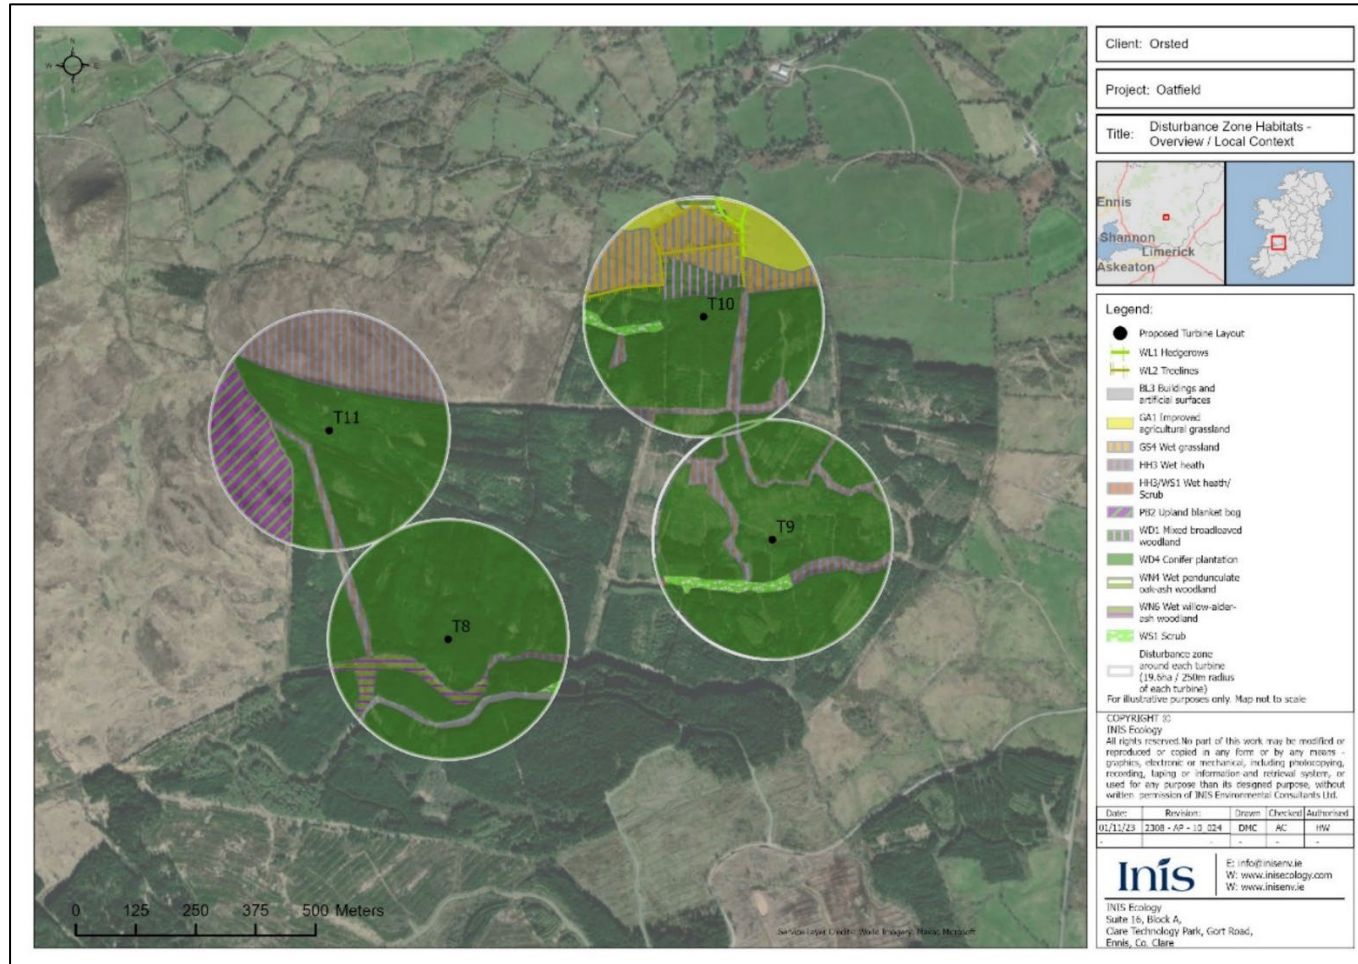 N
W
E
Client: Orsted
Project: Oatfield
Title: Disturbance Zone Habitats -
Overview / Local Context
Ennis
Shannon
Limerick
Askeaton
T10
T11
T9
T8
Legend:
Proposed Turbine Layout
WL1 Hedgerows
WL2 Treelines
BL3 Buildings and
artificial surfaces
GA1 Improved
agricultural grassland
GS4 Wet grassland
HH3 Wet heath
HH3/WS1 Wet heath/
Scrub
PB2 Upland blanket bog
WD1 Mixed broadleaved
woodland
WD4 Conifer plantation
WN4 Wet pendunculate
oak-ash woodland
WN6 Wet willow-alder-
ash woodland
WS1 Scrub
Disturbance zone
around each turbine
(19.6ha / 250m radius
of each turbine)
For illustrative purposes only. Map not to scale
COPYRIGHT ©
INIS Ecology
All rights reserved.No part of this work may be modified or
reproduced or copied in any form or by any means -
graphics, electronic or mechanical, including photocopying,
recording, taping or information and retrieval system, or
used for any purpose than its designed purpose, without
written permission of INIS Environmental Consultants Ltd.
Date: Revision: Drawn Checked Authorised
01/11/23 2308 - AP - 10_024 DMC AC HW
- - - - -
Inis
E: info@inisenv.ie
W: www.inisecology.com
W: www.inisenv.ie
INIS Ecology
Suite 16, Block A,
Clare Technology Park, Gort Road,
Ennis, Co. Clare
0 125 250 375 500 Meters
Service Layer Credits: World Imagery: Maxar, Microsoft